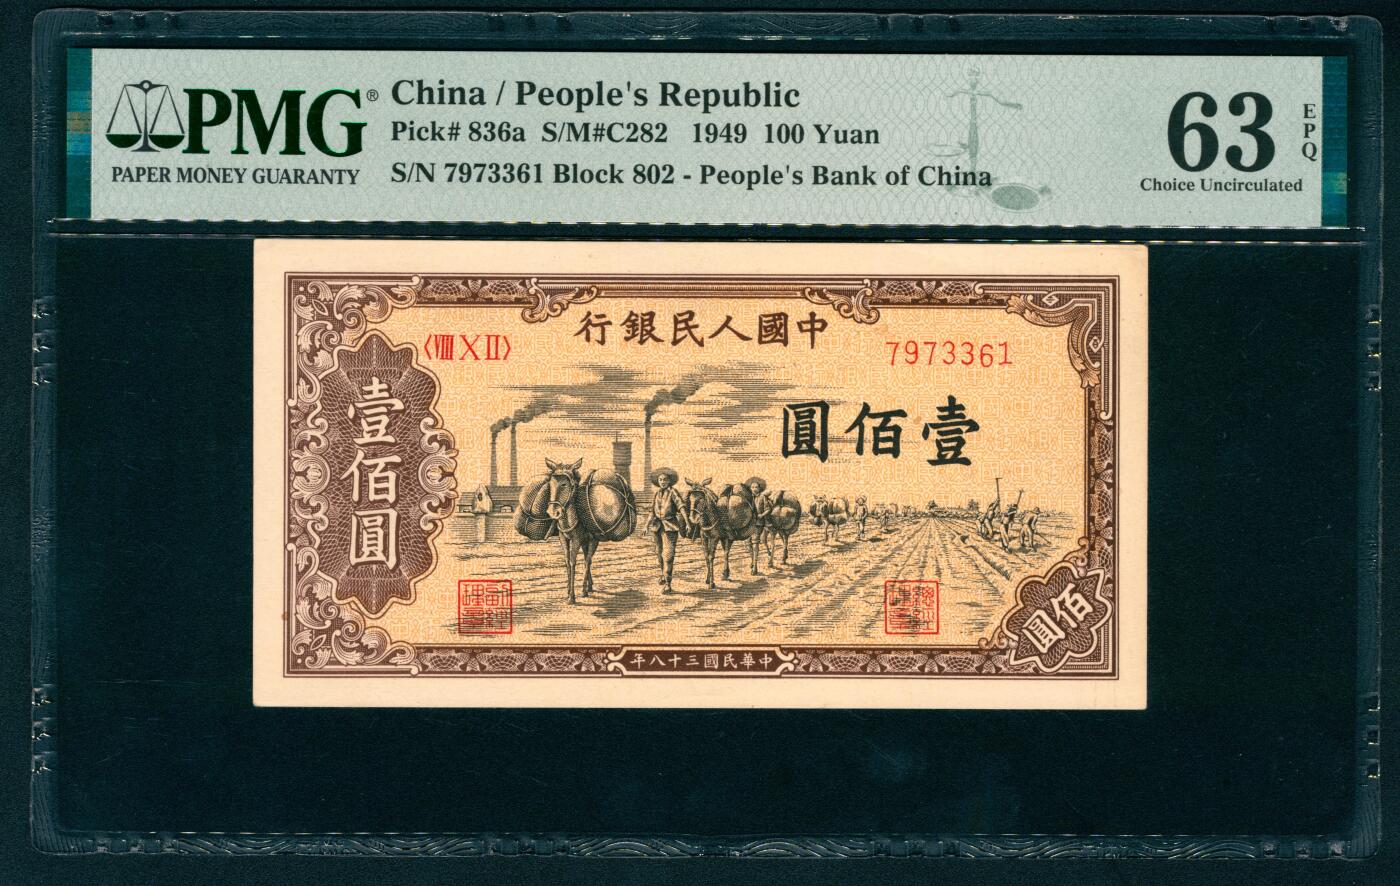 PMG®
PAPER MONEY GUARANTY
China / People's Republic
Pick# 836a S/M#C282 1949 100 Yuan
S/N 7973361 Block 802 - People's Bank of China
63 EPQ
Choice Uncirculated
行銀民人國中
〈VIII X II〉
7973361
圓佰壹
壹佰圓
佰圓
年八十三國民華中